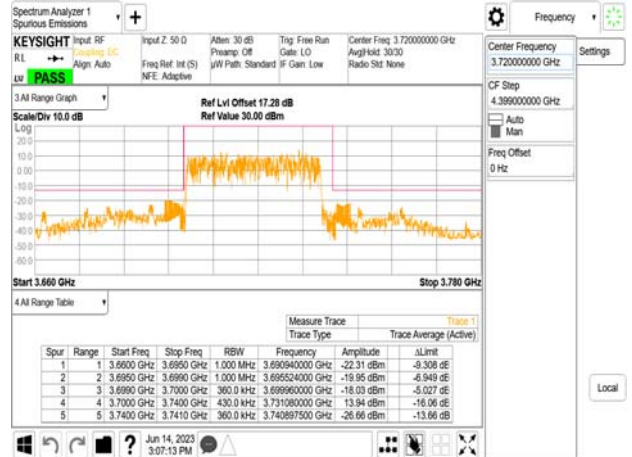 Spectrum Analyzer 1
Spurious Emissions
+
Frequency
KEYSIGHT Input: RF Input Z: 50 Ω Atten: 30 dB Trig: Free Run Center Freq: 3.720000000 GHz
RL Coupling: DC Preamp: Off Gate: LO Avg|Hold: 30/30
Align: Auto Freq Ref: Int (S) µW Path: Standard IF Gain: Low Radio Std: None
PASS NFE: Adaptive
Center Frequency
3.720000000 GHz
Settings
CF Step
4.399000000 GHz
Auto
Man
Freq Offset
0 Hz
Local
3 All Range Graph
Ref Lvl Offset 17.28 dB
Scale/Div 10.0 dB Ref Value 30.00 dBm
Log
20.0
10.0
0.00
-10.0
-20.0
-30.0
-40.0
-50.0
-60.0
Start 3.660 GHz Stop 3.780 GHz
4 All Range Table
Measure Trace Trace 1
Trace Type Trace Average (Active)
Spur Range Start Freq Stop Freq RBW Frequency Amplitude ΔLimit
1 1 3.6600 GHz 3.6950 GHz 1.000 MHz 3.690940000 GHz -22.31 dBm -9.308 dB
2 2 3.6950 GHz 3.6990 GHz 1.000 MHz 3.695524000 GHz -19.95 dBm -6.949 dB
3 3 3.6990 GHz 3.7000 GHz 360.0 kHz 3.699960000 GHz -18.03 dBm -5.027 dB
4 4 3.7000 GHz 3.7400 GHz 430.0 kHz 3.731080000 GHz 13.94 dBm -16.06 dB
5 5 3.7400 GHz 3.7410 GHz 360.0 kHz 3.740897500 GHz -26.66 dBm -13.66 dB
? Jun 14, 2023
3:07:13 PM